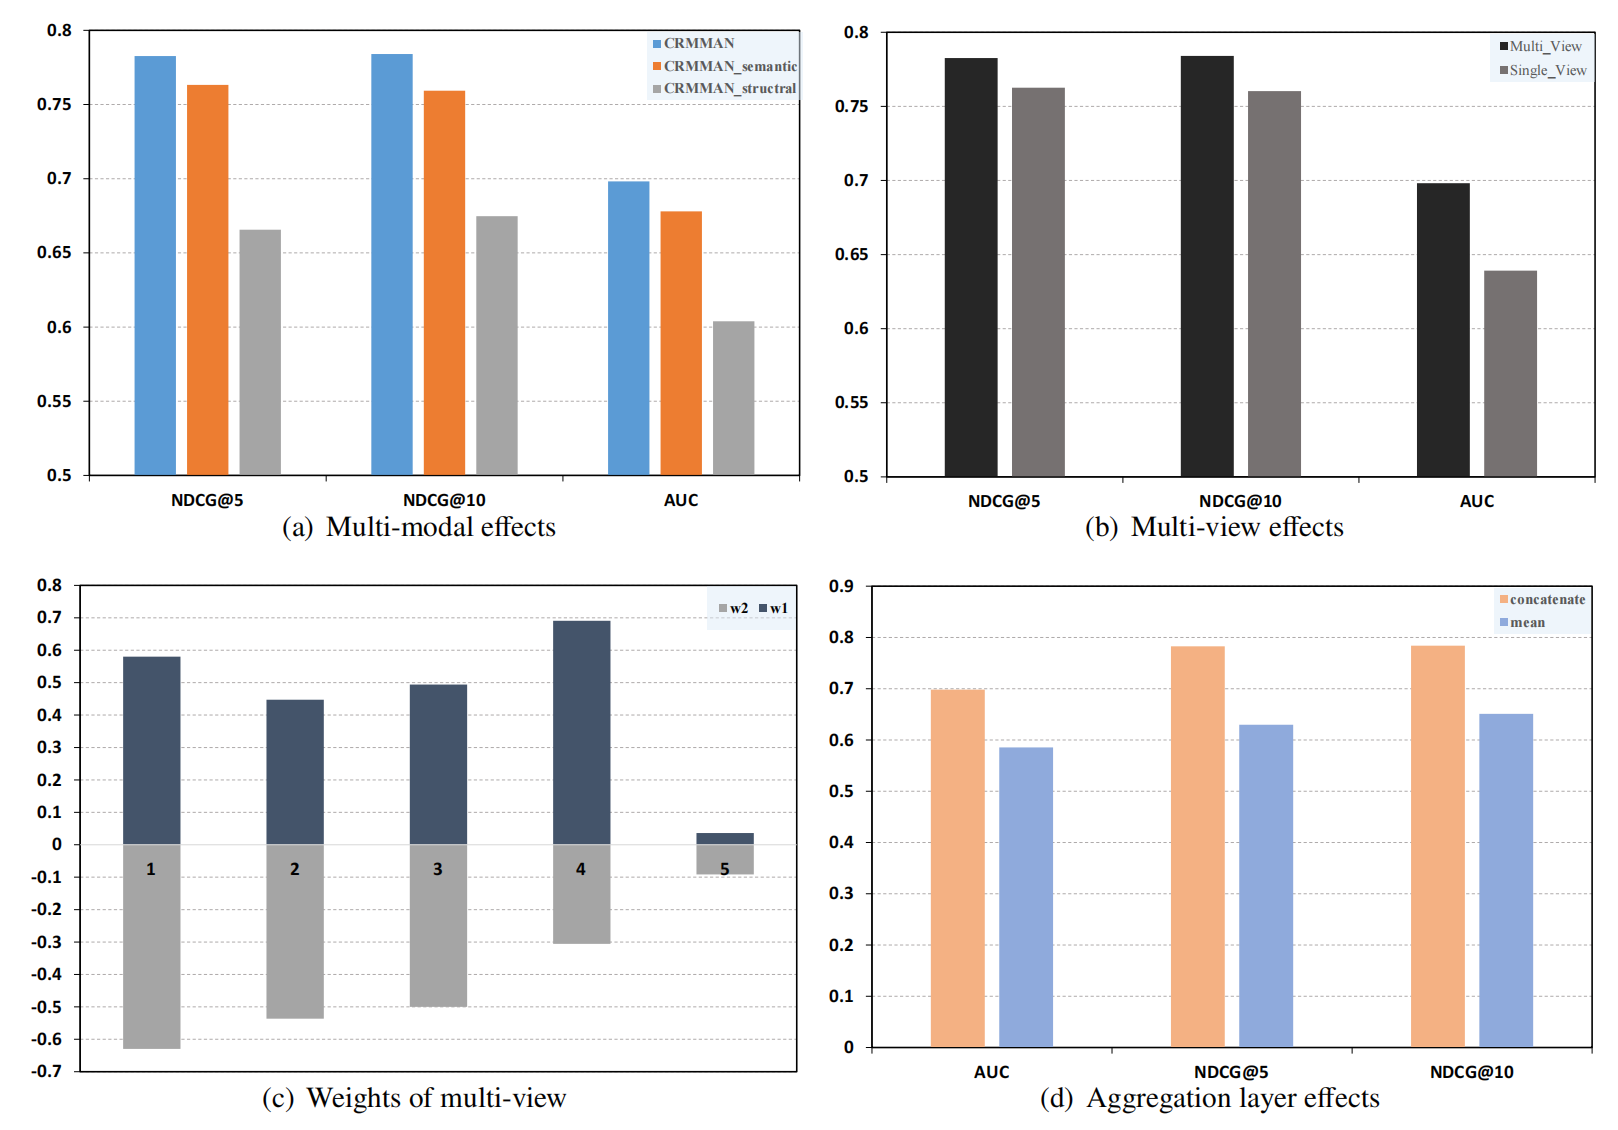 0.8
0.75
0.7
0.65
0.6
0.55
0.5
CRMMAN
CRMMAN_semantic
CRMMAN_structral
NDCG@5 NDCG@10 AUC
(a) Multi-modal effects
0.8
0.75
0.7
0.65
0.6
0.55
0.5
Multi_View
Single_View
NDCG@5 NDCG@10 AUC
(b) Multi-view effects
0.8
0.7
0.6
0.5
0.4
0.3
0.2
0.1
0
-0.1
-0.2
-0.3
-0.4
-0.5
-0.6
-0.7
w2 w1
1 2 3 4 5
(c) Weights of multi-view
0.9
0.8
0.7
0.6
0.5
0.4
0.3
0.2
0.1
0
concatenate
mean
AUC NDCG@5 NDCG@10
(d) Aggregation layer effects